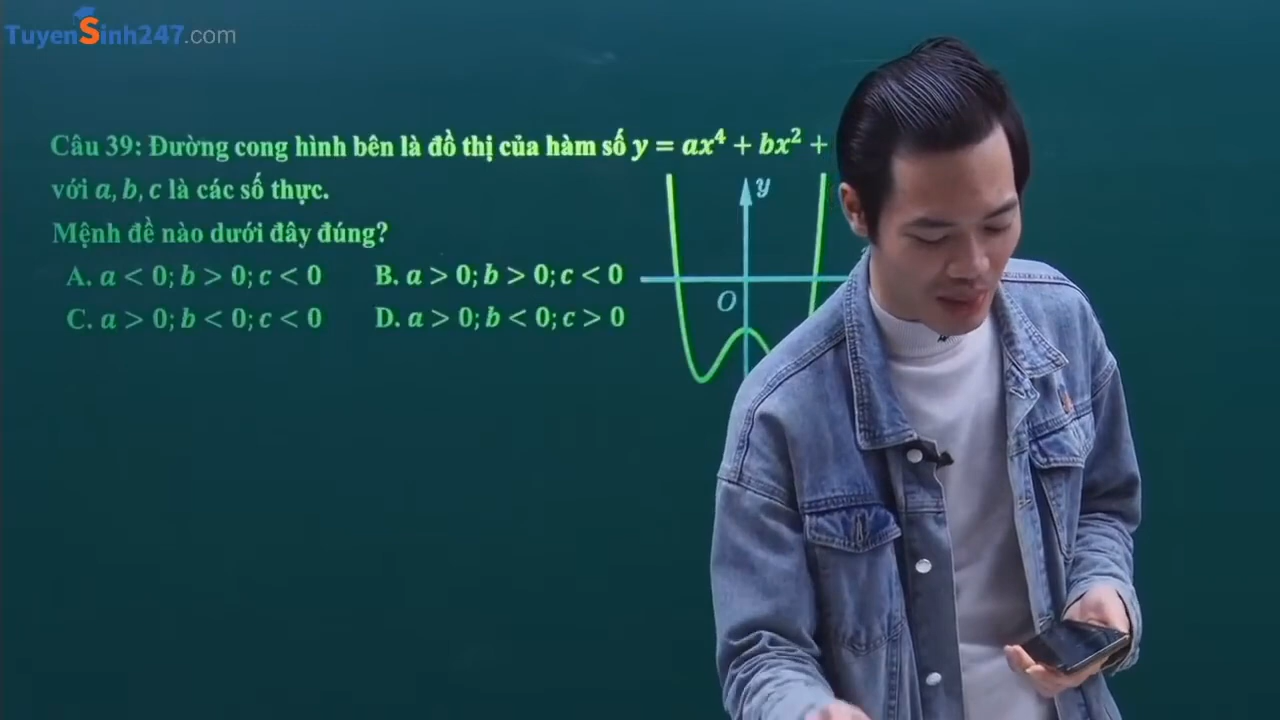 TuyenSinh247.com
Câu 39: Đường cong hình bên là đồ thị của hàm số y = ax⁴ + bx² +
với a, b, c là các số thực.
Mệnh đề nào dưới đây đúng?
A. a < 0; b > 0; c < 0 B. a > 0; b > 0; c < 0
C. a > 0; b < 0; c < 0 D. a > 0; b < 0; c > 0
y
O